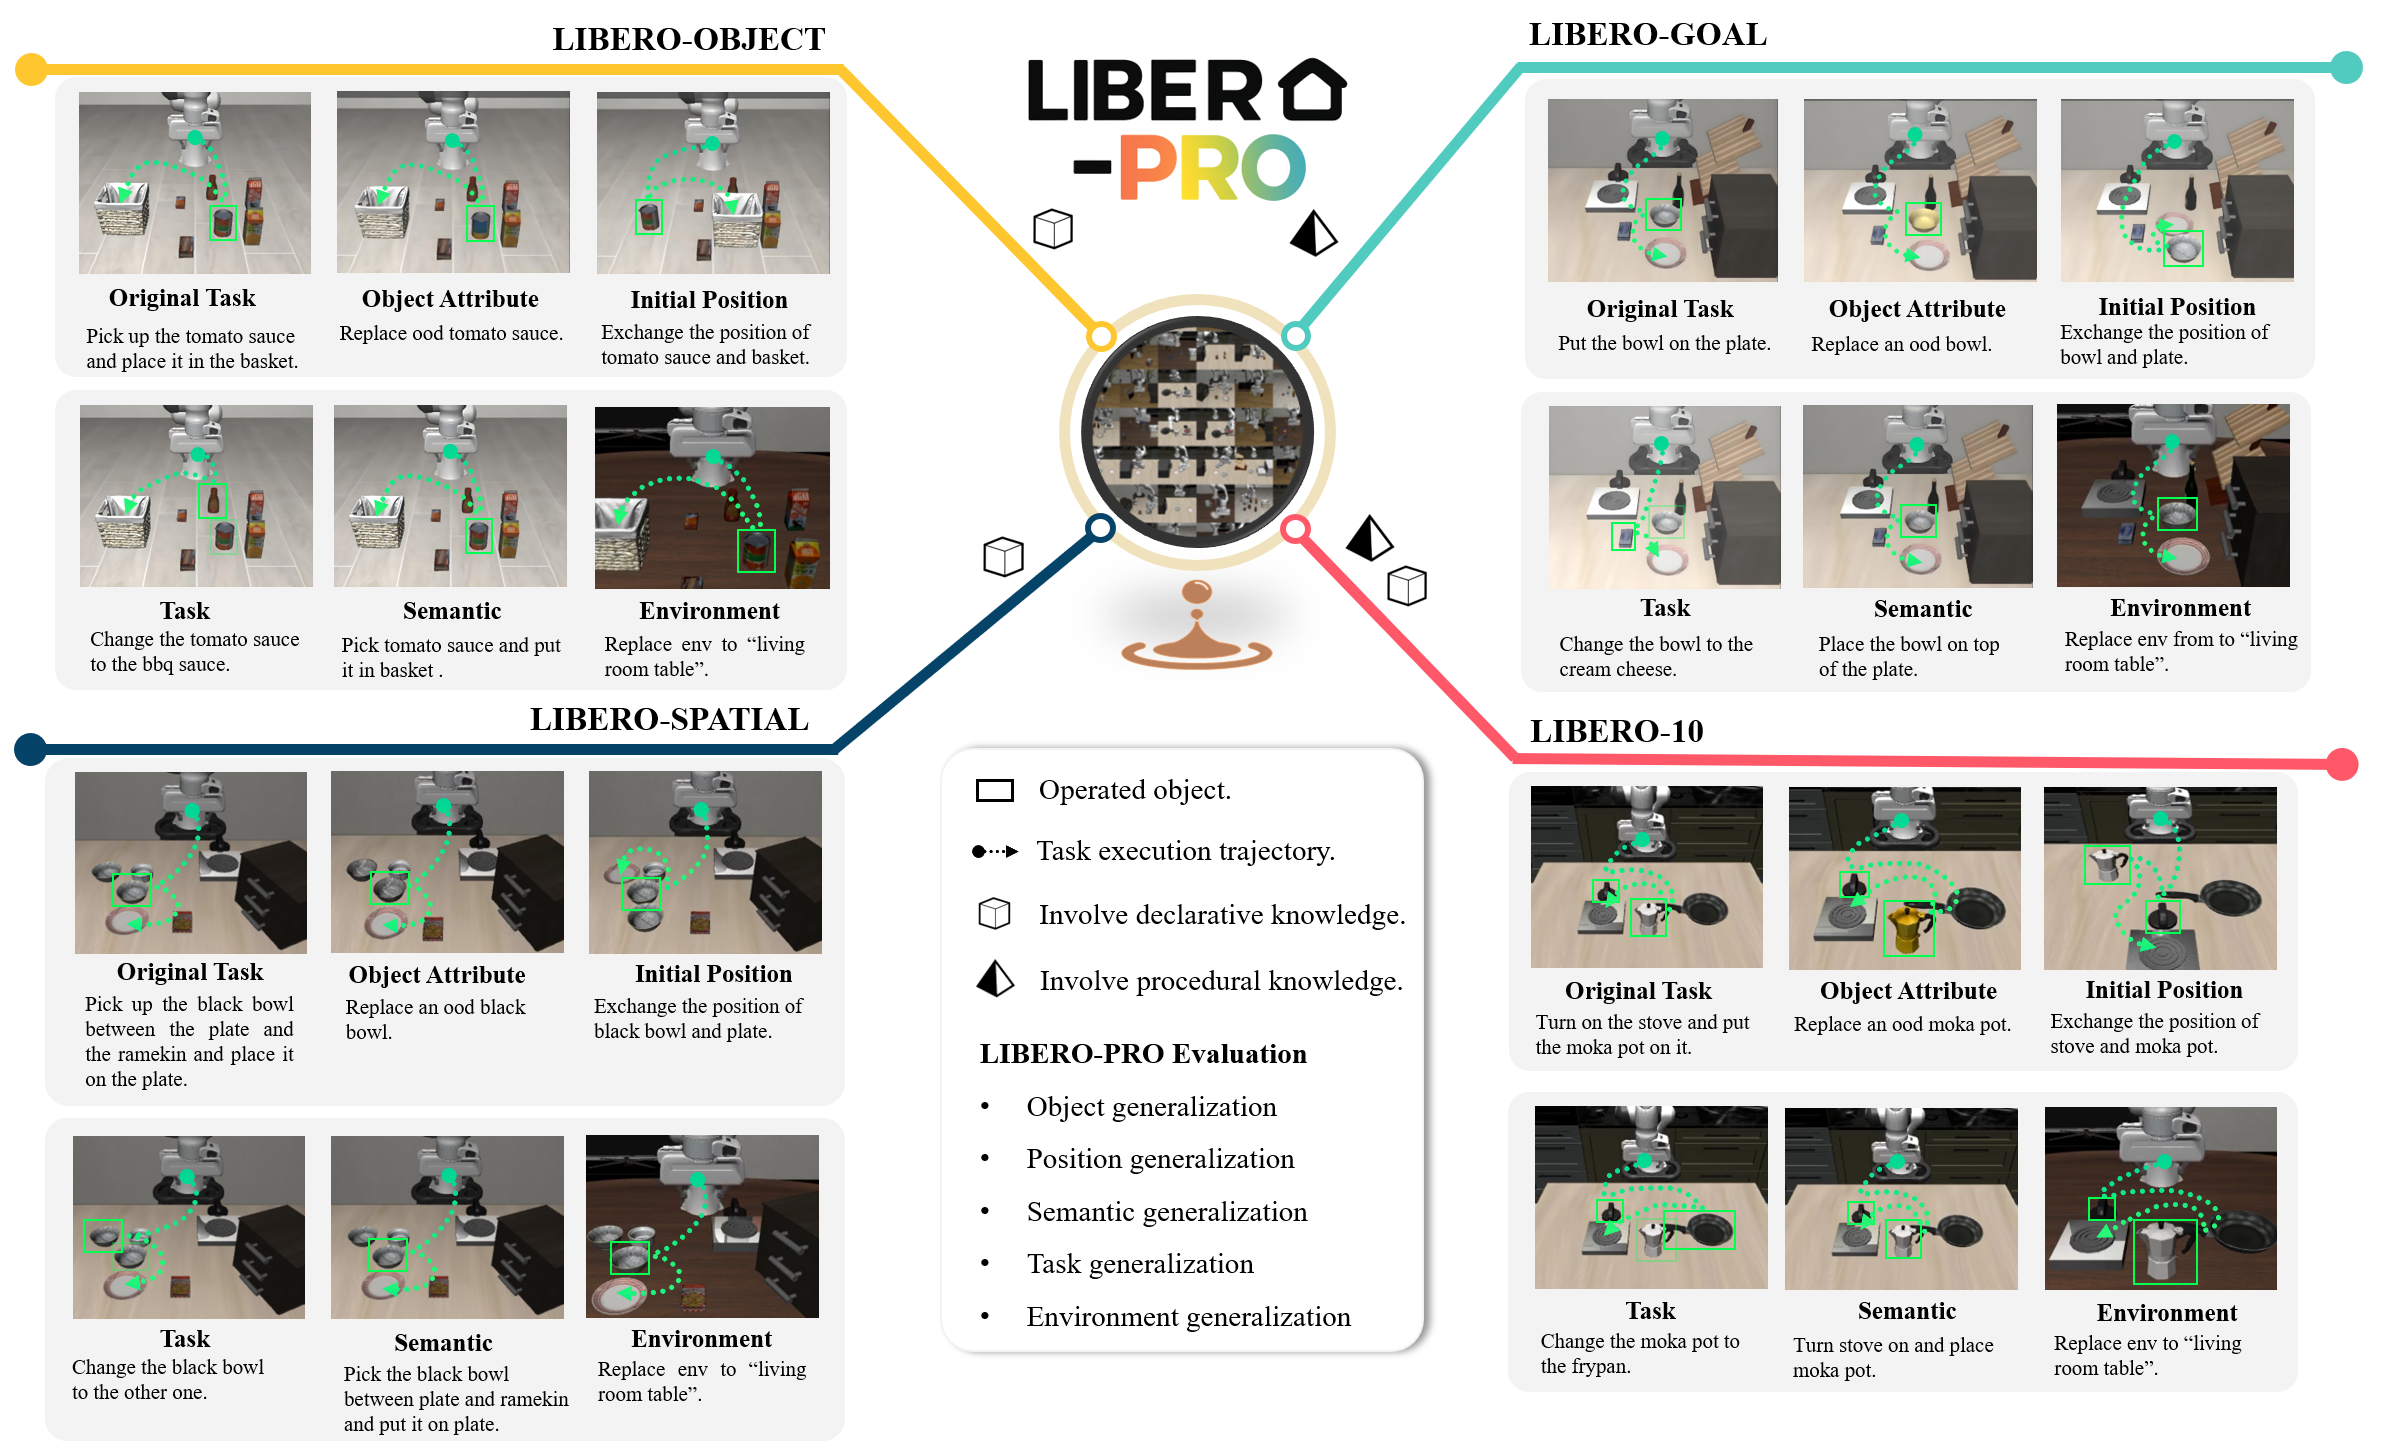 LIBERO-OBJECT
Original Task
Pick up the tomato sauce
and place it in the basket.
Object Attribute
Replace ood tomato sauce.
Initial Position
Exchange the position of
tomato sauce and basket.
Task
Change the tomato sauce
to the bbq sauce.
Semantic
Pick tomato sauce and put
it in basket .
Environment
Replace env to “living
room table”.
LIBER
-PRO
LIBERO-GOAL
Original Task
Put the bowl on the plate.
Object Attribute
Replace an ood bowl.
Initial Position
Exchange the position of
bowl and plate.
Task
Change the bowl to the
cream cheese.
Semantic
Place the bowl on top
of the plate.
Environment
Replace env from to “living
room table”.
LIBERO-SPATIAL
Original Task
Pick up the black bowl
between the plate and
the ramekin and place it
on the plate.
Object Attribute
Replace an ood black
bowl.
Initial Position
Exchange the position of
black bowl and plate.
Task
Change the black bowl
to the other one.
Semantic
Pick the black bowl
between plate and ramekin
and put it on plate.
Environment
Replace env to “living
room table”.
Operated object.
Task execution trajectory.
Involve declarative knowledge.
Involve procedural knowledge.
LIBERO-PRO Evaluation
• Object generalization
• Position generalization
• Semantic generalization
• Task generalization
• Environment generalization
LIBERO-10
Original Task
Turn on the stove and put
the moka pot on it.
Object Attribute
Replace an ood moka pot.
Initial Position
Exchange the position of
stove and moka pot.
Task
Change the moka pot to
the frypan.
Semantic
Turn stove on and place
moka pot.
Environment
Replace env to “living
room table”.